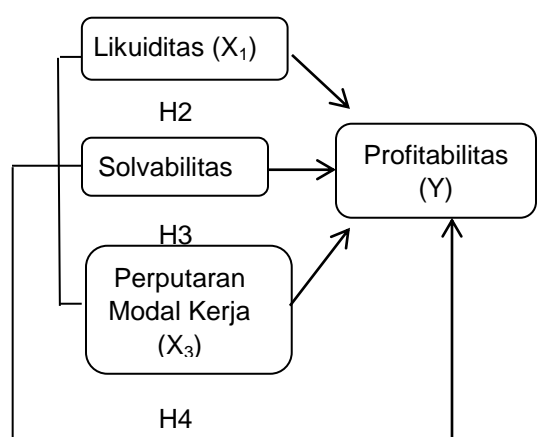 Likuiditas (X₁)
H2
Solvabilitas
Profitabilitas
(Y)
H3
Perputaran
Modal Kerja
(X₃)
H4